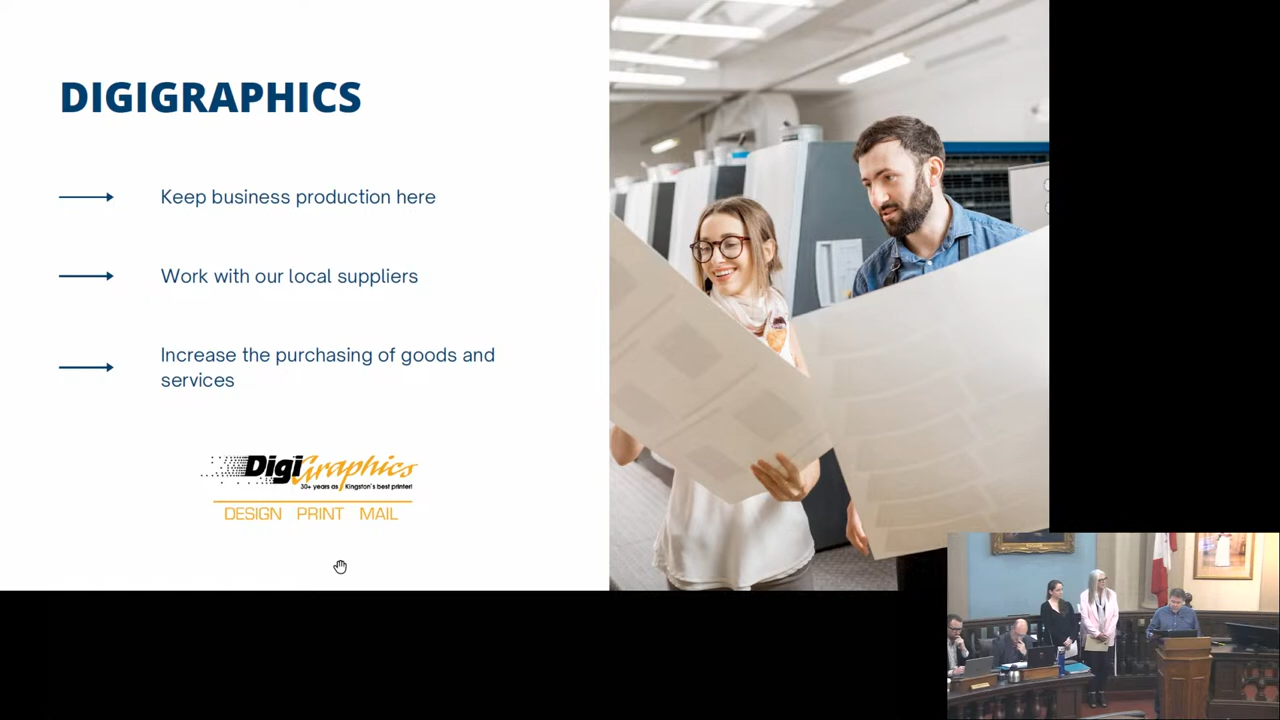 DIGIGRAPHICS
Keep business production here
Work with our local suppliers
Increase the purchasing of goods and
services
DigiGraphics
30+ years as Kingston's best printer!
DESIGN PRINT MAIL